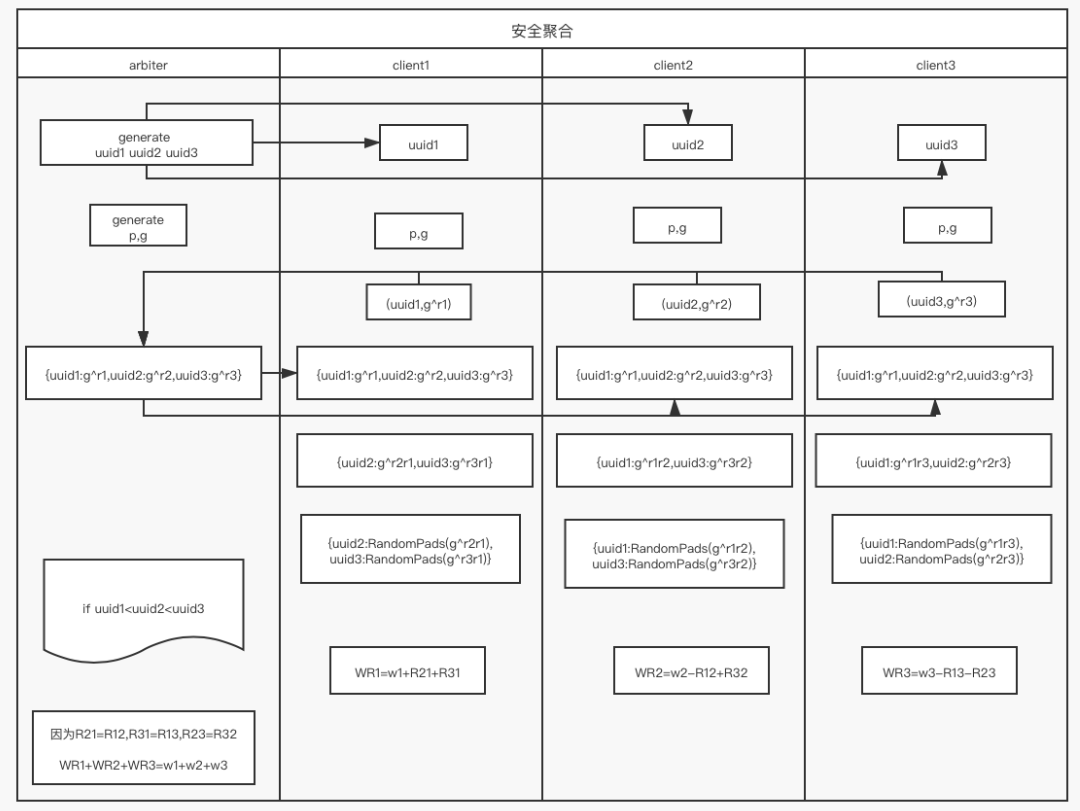 安全聚合
arbiter
client1
client2
client3
generate
uuid1 uuid2 uuid3
uuid1
uuid2
uuid3
generate
p,g
p,g
p,g
p,g
(uuid1,g^r1)
(uuid2,g^r2)
(uuid3,g^r3)
{uuid1:g^r1,uuid2:g^r2,uuid3:g^r3}
{uuid1:g^r1,uuid2:g^r2,uuid3:g^r3}
{uuid1:g^r1,uuid2:g^r2,uuid3:g^r3}
{uuid1:g^r1,uuid2:g^r2,uuid3:g^r3}
{uuid2:g^r2r1,uuid3:g^r3r1}
{uuid1:g^r1r2,uuid3:g^r3r2}
{uuid1:g^r1r3,uuid2:g^r2r3}
{uuid2:RandomPads(g^r2r1),
uuid3:RandomPads(g^r3r1)}
{uuid1:RandomPads(g^r1r2),
uuid3:RandomPads(g^r3r2)}
{uuid1:RandomPads(g^r1r3),
uuid2:RandomPads(g^r2r3)}
if uuid1<uuid2<uuid3
WR1=w1+R21+R31
WR2=w2-R12+R32
WR3=w3-R13-R23
因为R21=R12,R31=R13,R23=R32
WR1+WR2+WR3=w1+w2+w3